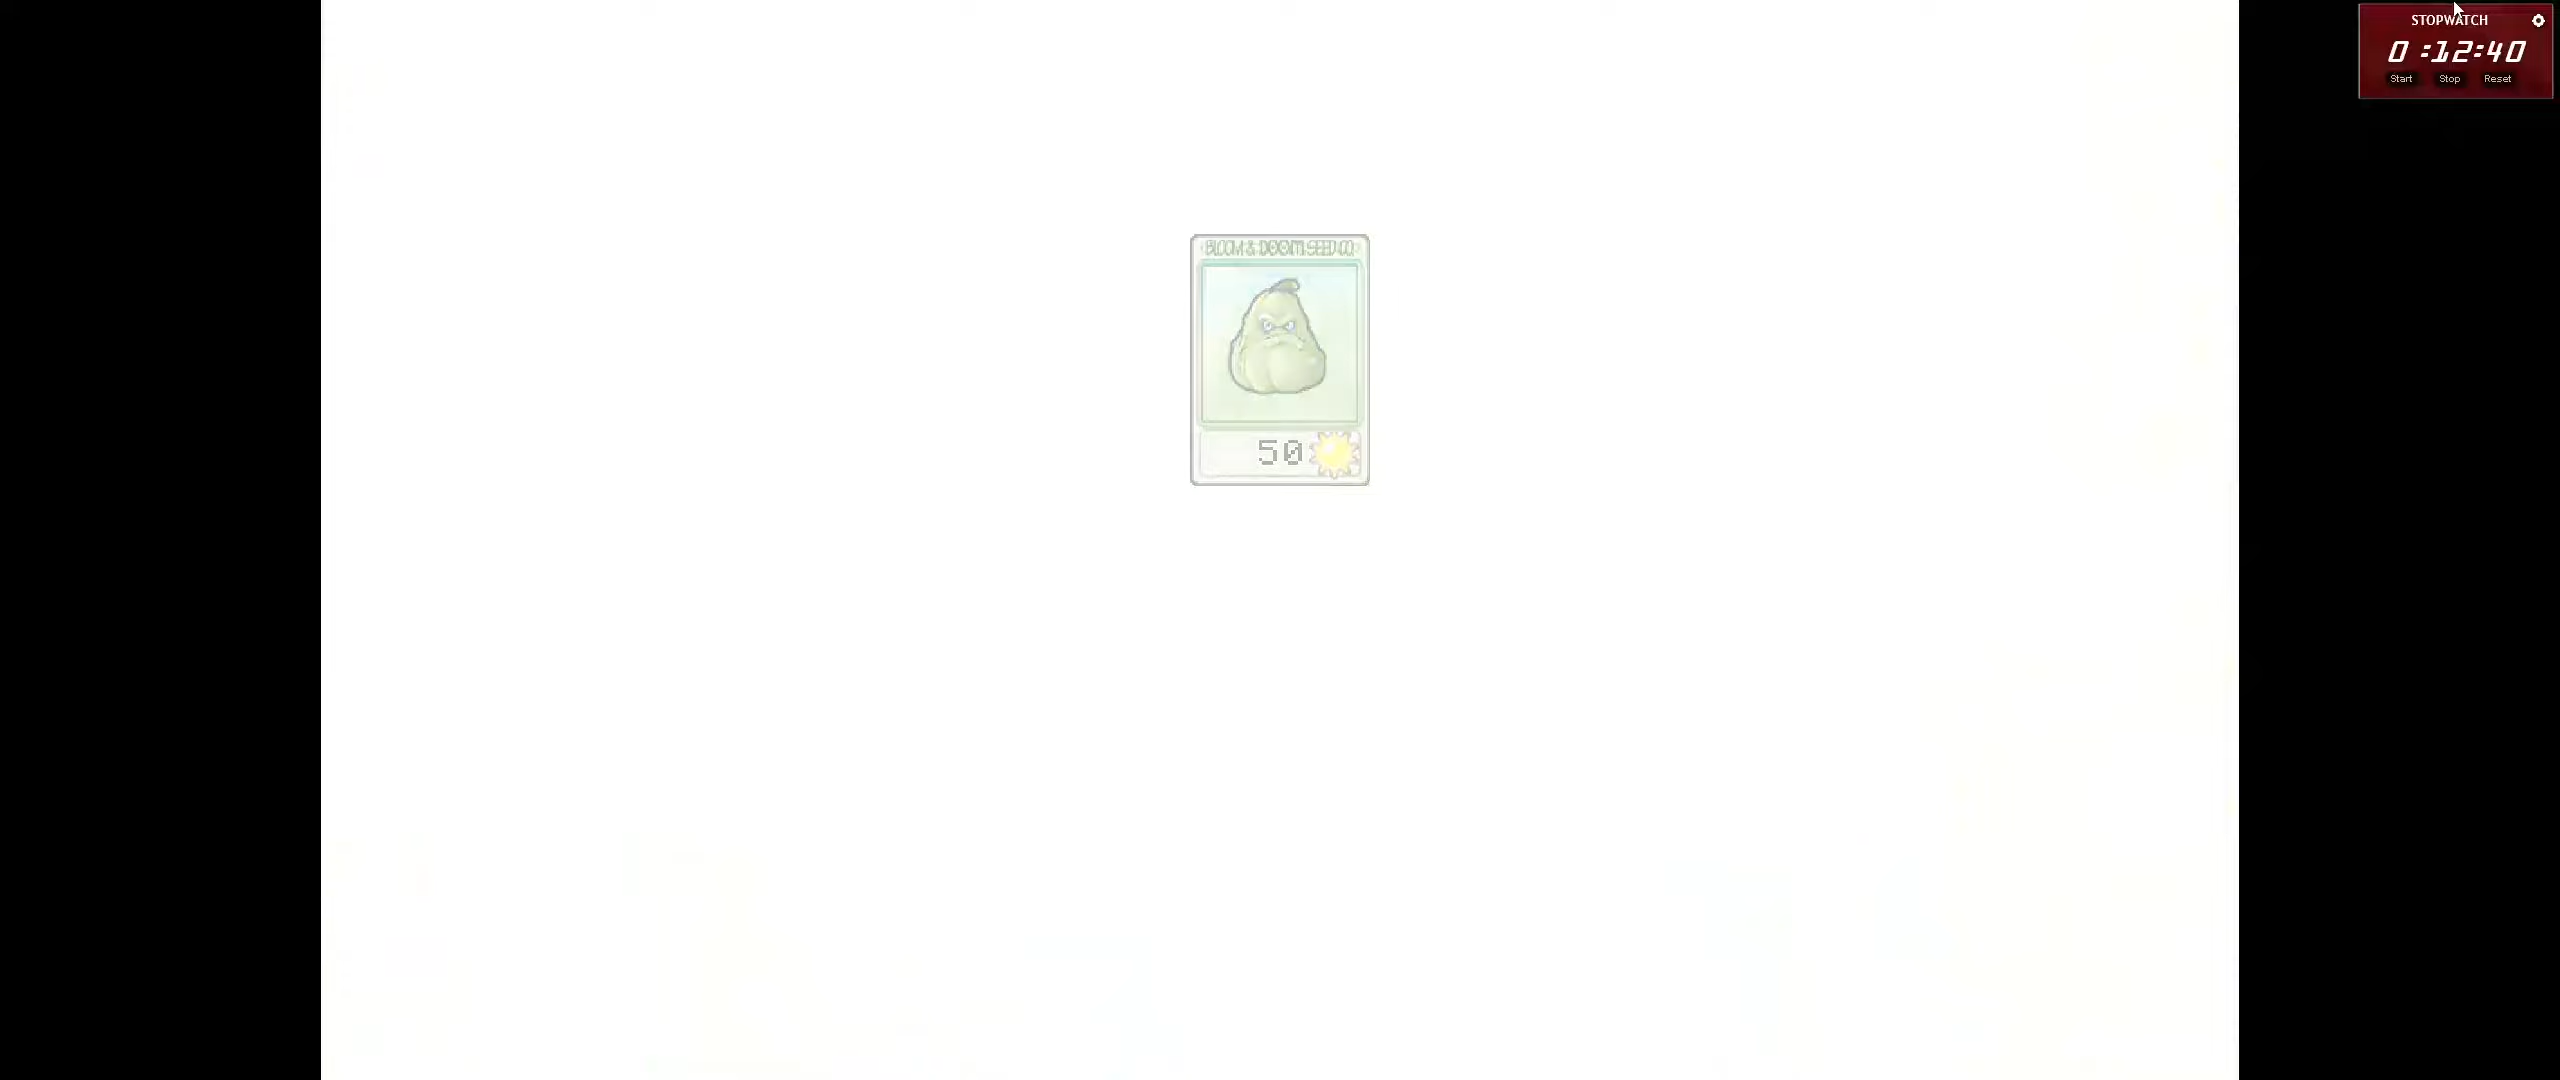 STOPWATCH
0:12:40
Start Stop Reset
BLOOM & DOOM SEED CO.
50